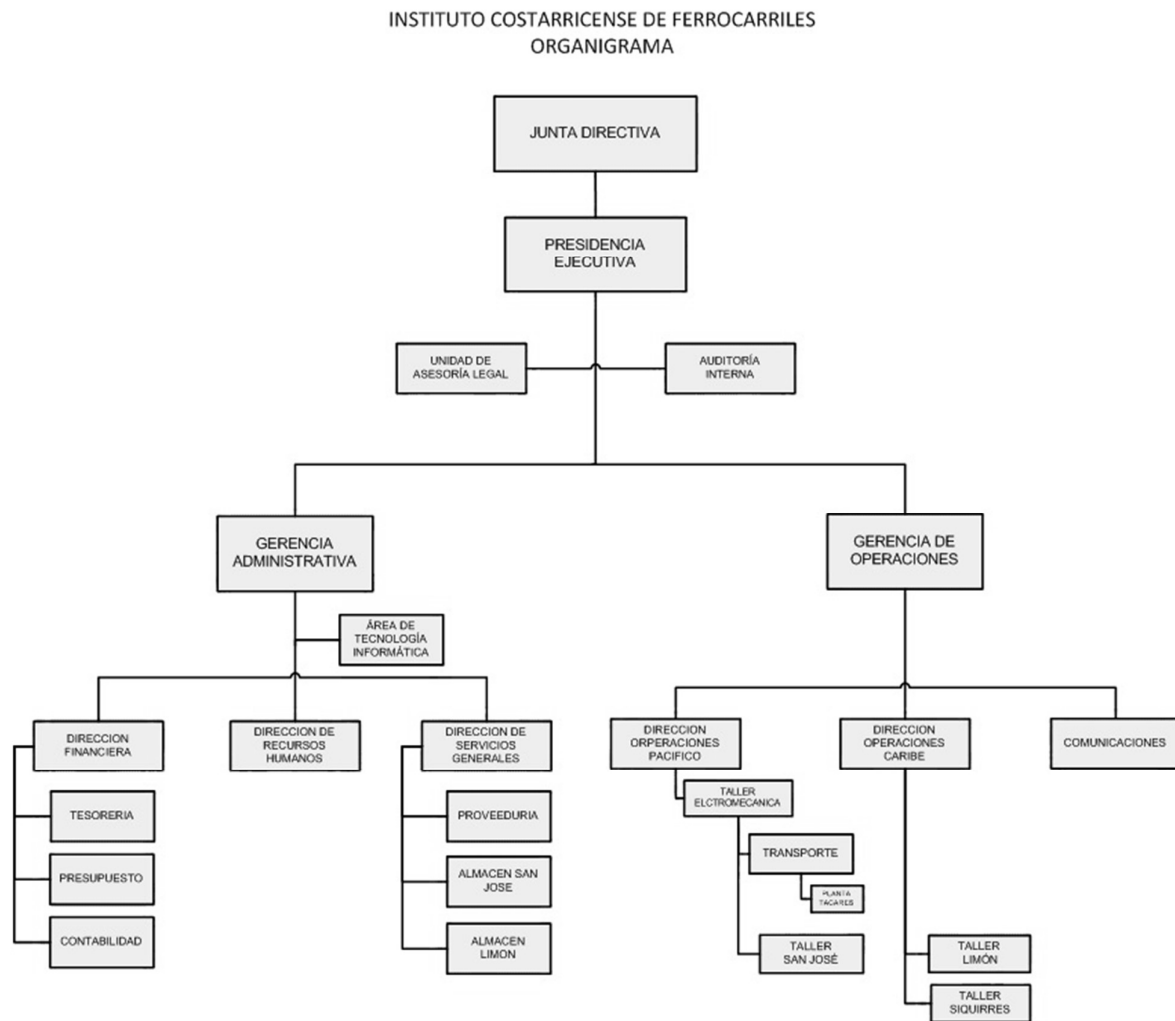 INSTITUTO COSTARRICENSE DE FERROCARRILES
ORGANIGRAMA
JUNTA DIRECTIVA
PRESIDENCIA
EJECUTIVA
UNIDAD DE
ASESORÍA LEGAL
AUDITORÍA
INTERNA
GERENCIA
ADMINISTRATIVA
GERENCIA DE
OPERACIONES
ÁREA DE
TECNOLOGÍA
INFORMÁTICA
DIRECCION
FINANCIERA
DIRECCION DE
RECURSOS
HUMANOS
DIRECCION DE
SERVICIOS
GENERALES
DIRECCION
ORPERACIONES
PACIFICO
DIRECCION
OPERACIONES
CARIBE
COMUNICACIONES
TESORERIA
PRESUPUESTO
CONTABILIDAD
PROVEEDURIA
ALMACEN SAN
JOSE
ALMACEN
LIMON
TALLER
ELCTROMECANICA
TRANSPORTE
PLANTA
TACARES
TALLER
SAN JOSÉ
TALLER
LIMÓN
TALLER
SIQUIRRES